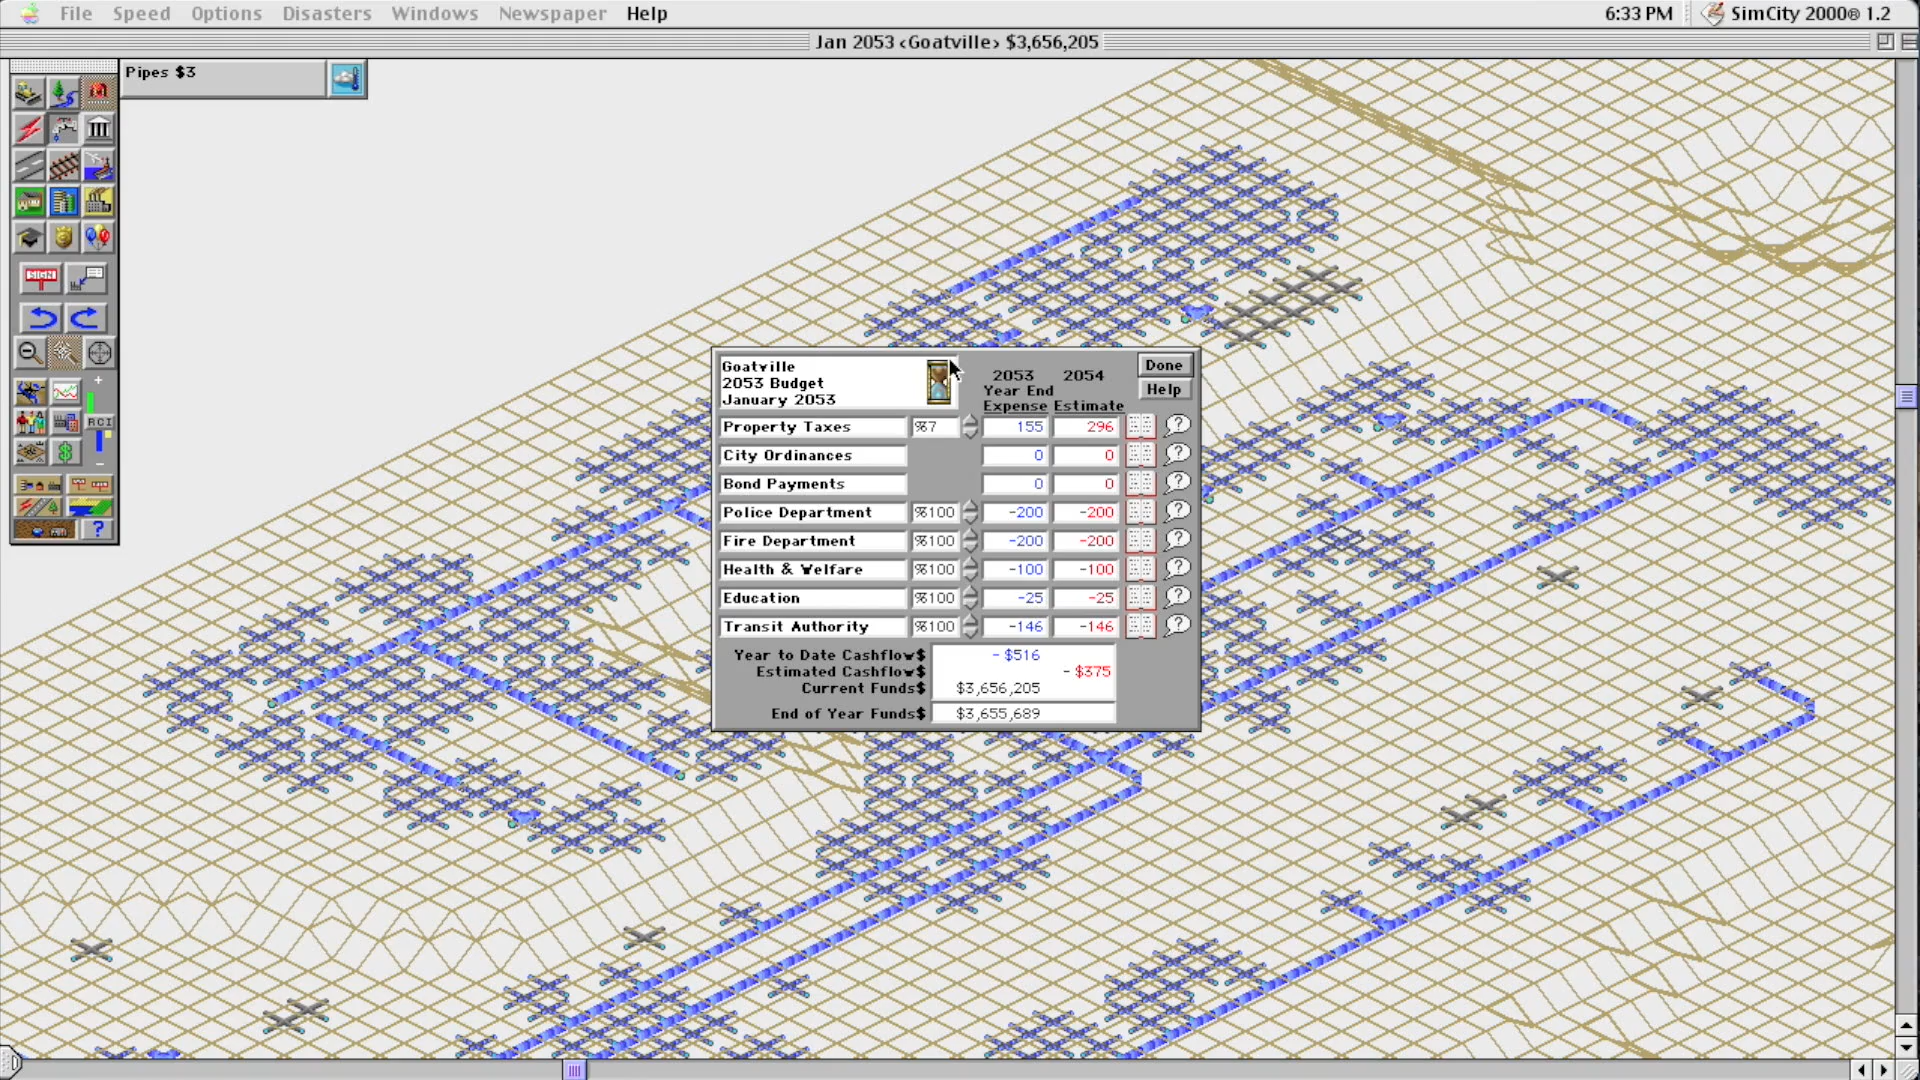 File Speed Options Disasters Windows Newspaper Help 6:33 PM SimCity 2000® 1.2
Jan 2053 ‹Goatville› $3,656,205
Pipes $3
SIGN
RCI
Goatville
2053 Budget
January 2053
2053 2054
Year End
Expense Estimate
Done
Help
Property Taxes %7 155 296
City Ordinances 0 0
Bond Payments 0 0
Police Department %100 -200 -200
Fire Department %100 -200 -200
Health & Welfare %100 -100 -100
Education %100 -25 -25
Transit Authority %100 -146 -146
Year to Date Cashflow$ - $516
Estimated Cashflow$ - $375
Current Funds$ $3,656,205
End of Year Funds$ $3,655,689